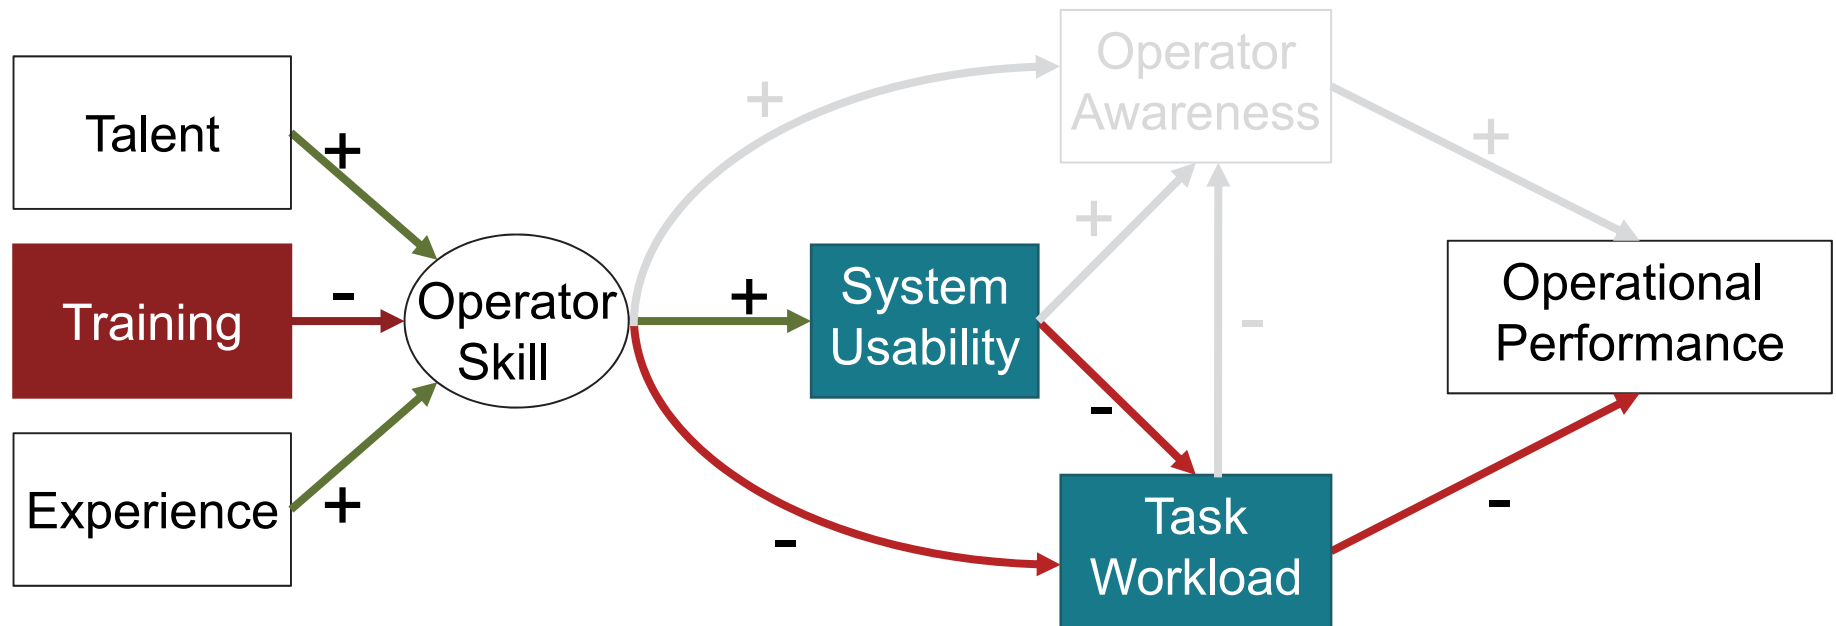 Talent
+
Training
-
Experience
+
Operator
Skill
+
+
-
System
Usability
+
-
Operator
Awareness
-
Task
Workload
+
-
Operational
Performance